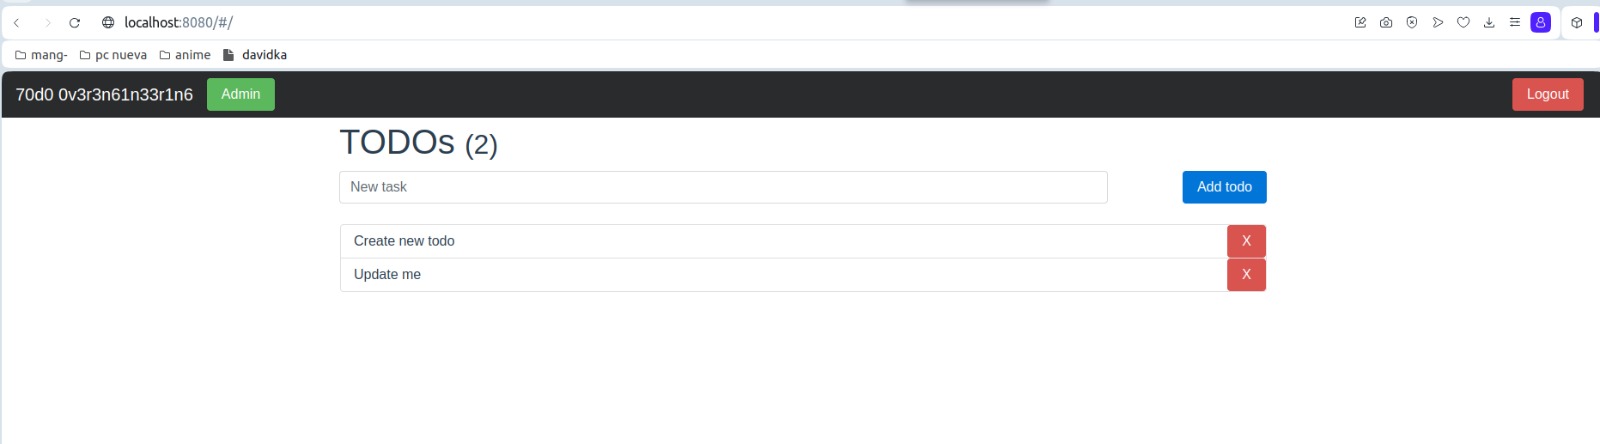 localhost:8080/#/
mang- pc nueva anime davidka
70d0 0v3r3n61n33r1n6 Admin Logout
TODOs (2)
New task Add todo
Create new todo X
Update me X